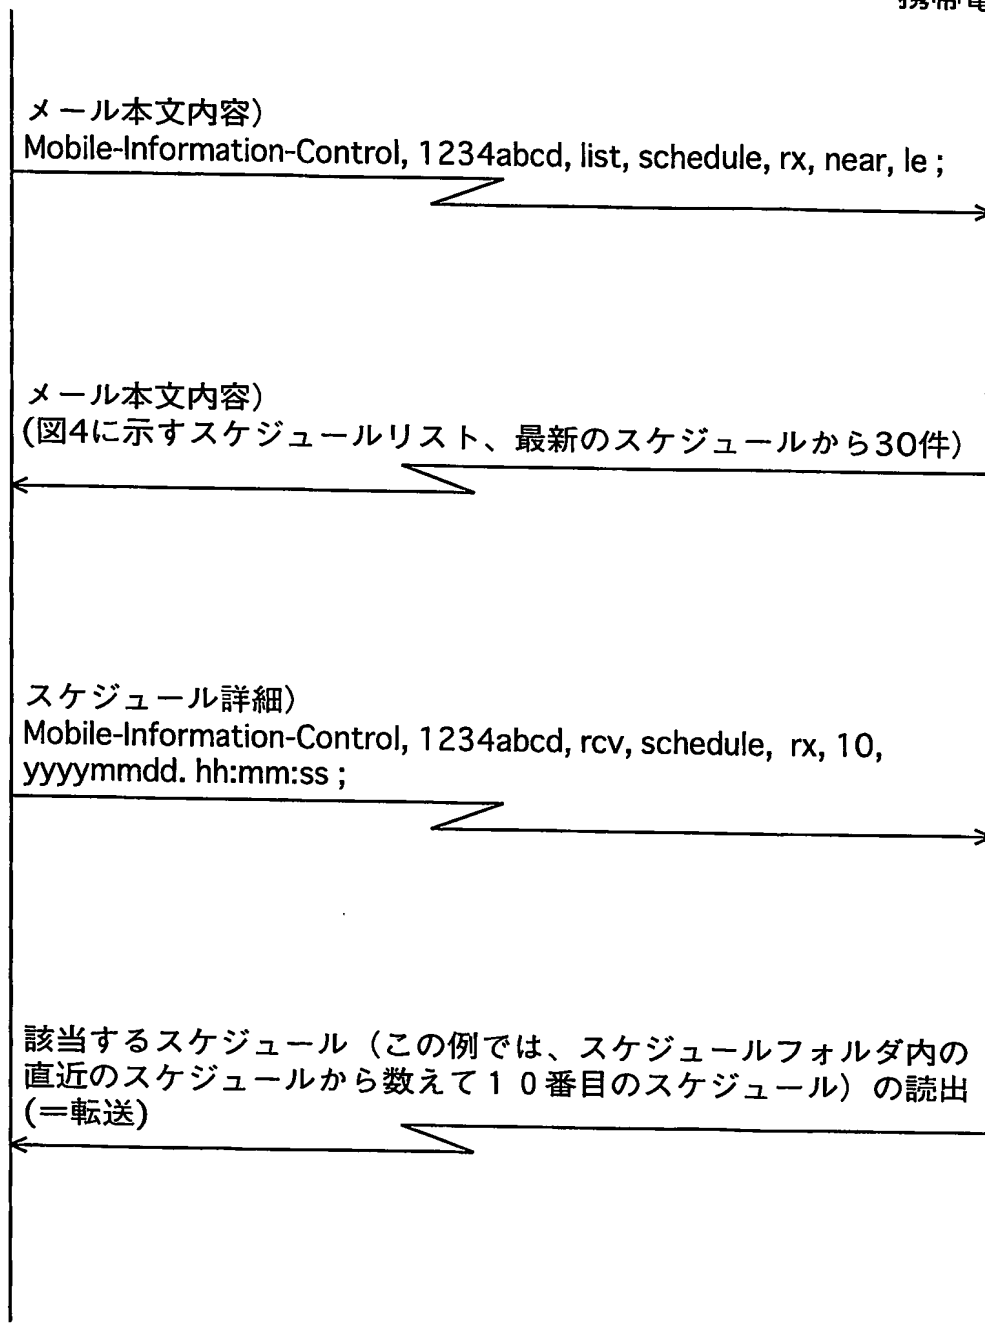 メール本文内容)
Mobile-Information-Control, 1234abcd, list, schedule, rx, near, le ;
メール本文内容)
(図4に示すスケジュールリスト、最新のスケジュールから30件)
スケジュール詳細)
Mobile-Information-Control, 1234abcd, rcv, schedule, rx, 10,
yyyymmdd. hh:mm:ss ;
該当するスケジュール（この例では、スケジュールフォルダ内の
直近のスケジュールから数えて１０番目のスケジュール）の読出
(＝転送)